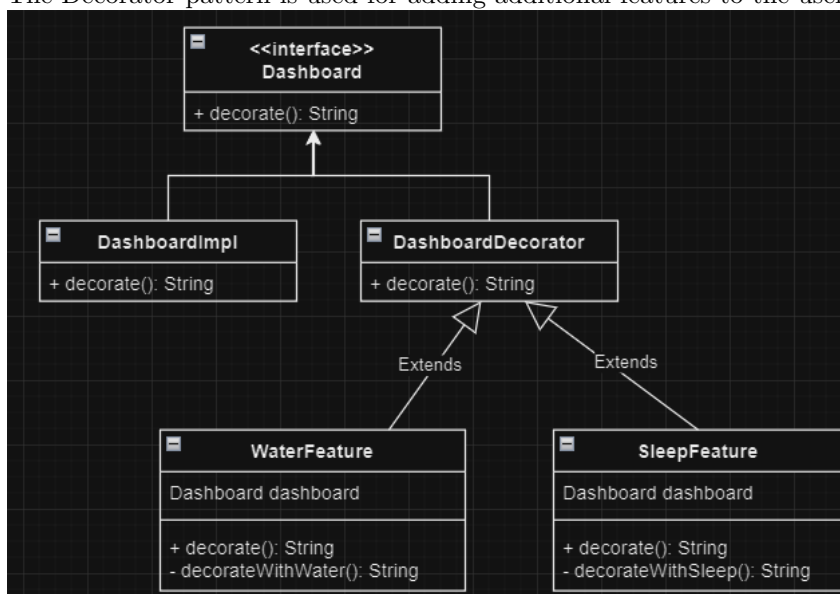 The Decorator pattern is used for adding additional features to the user
<<interface>>
Dashboard
+ decorate(): String
DashboardImpl
+ decorate(): String
DashboardDecorator
+ decorate(): String
Extends
Extends
WaterFeature
Dashboard dashboard
+ decorate(): String
- decorateWithWater(): String
SleepFeature
Dashboard dashboard
+ decorate(): String
- decorateWithSleep(): String